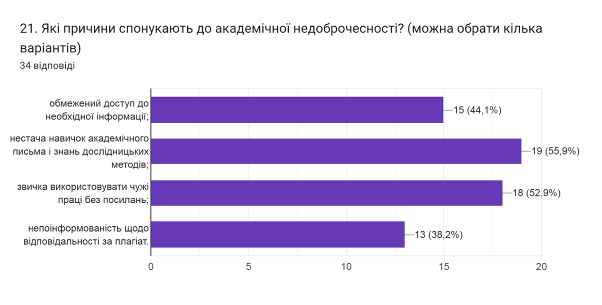 21. Які причини спонукають до академічної недоброчесності? (можна обрати кілька
варіантів)
34 відповіді
обмежений доступ до
необхідної інформації;
15 (44,1%)
нестача навичок академічного
письма і знань дослідницьких
методів;
19 (55,9%)
звичка використовувати чужі
праці без посилань;
18 (52,9%)
непоінформованість щодо
відповідальності за плагіат.
13 (38,2%)
0 5 10 15 20